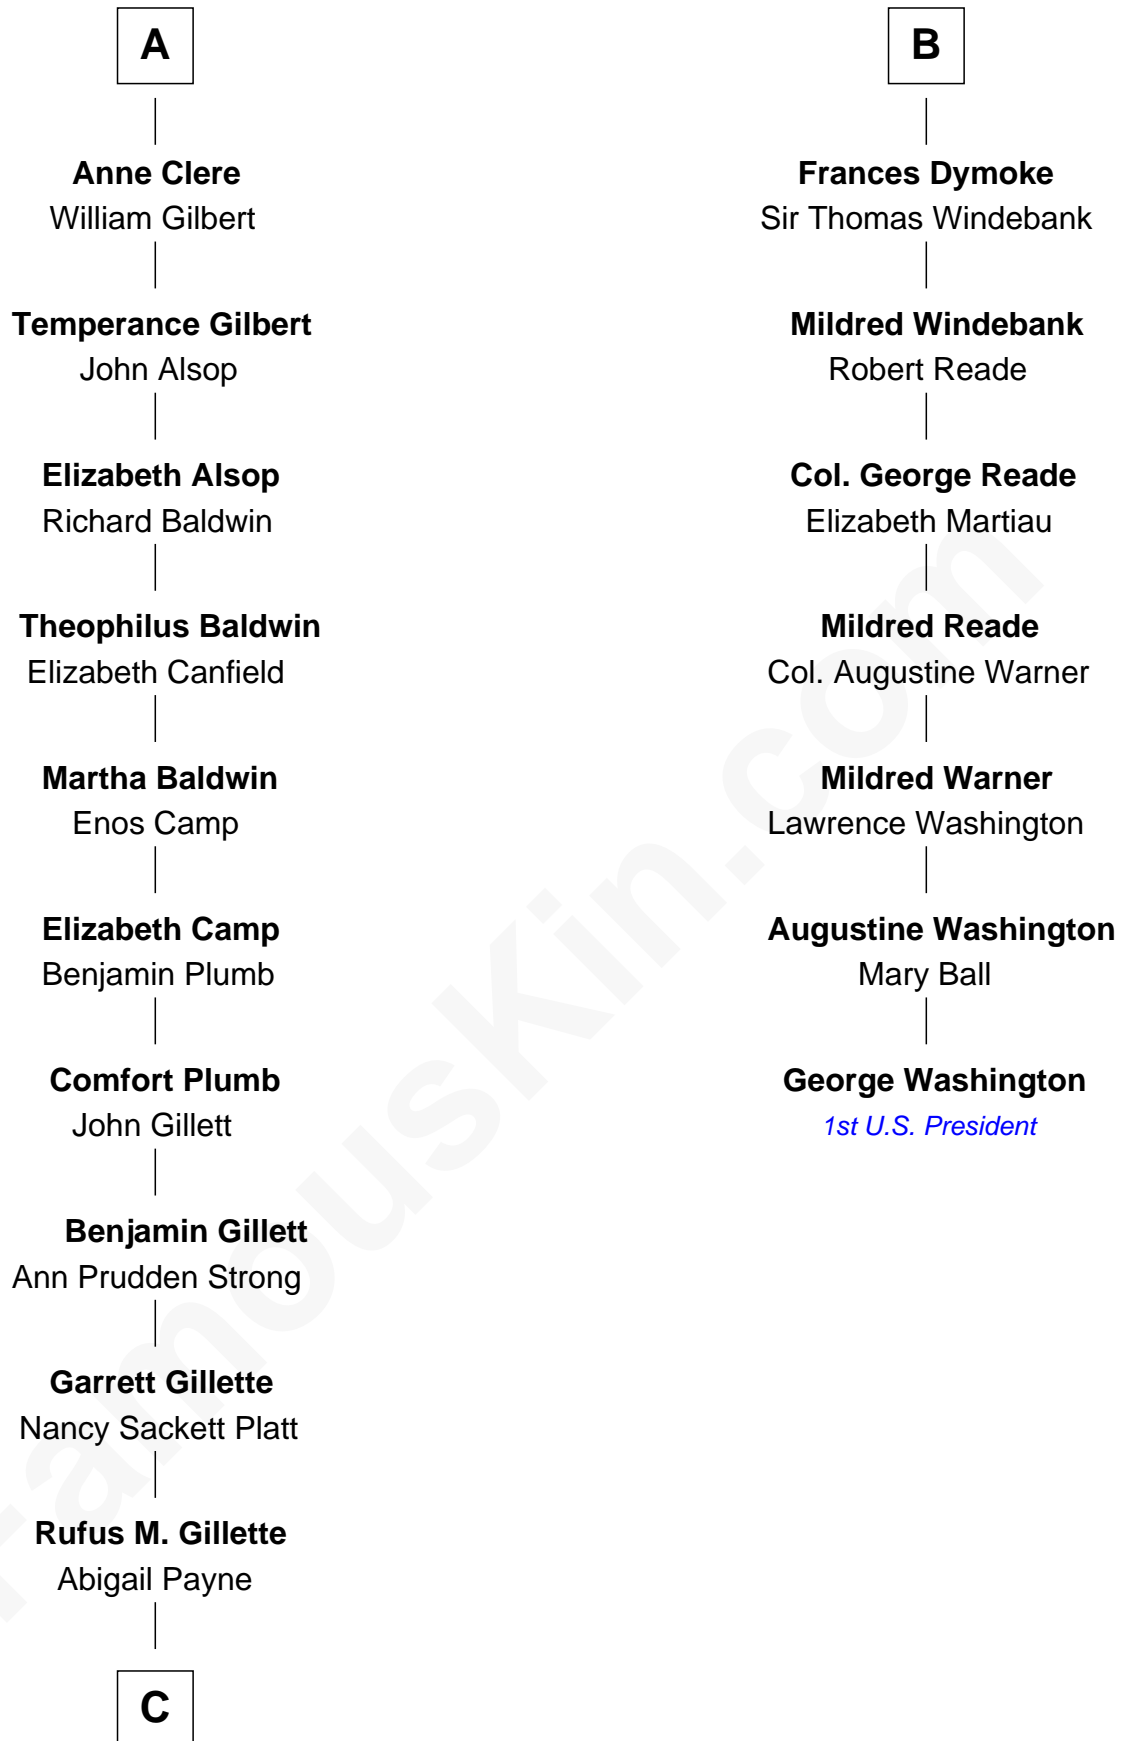 A
Anne Clere
William Gilbert
Temperance Gilbert
John Alsop
Elizabeth Alsop
Richard Baldwin
Theophilus Baldwin
Elizabeth Canfield
Martha Baldwin
Enos Camp
Elizabeth Camp
Benjamin Plumb
Comfort Plumb
John Gillett
Benjamin Gillett
Ann Prudden Strong
Garrett Gillette
Nancy Sackett Platt
Rufus M. Gillette
Abigail Payne
C
B
Frances Dymoke
Sir Thomas Windebank
Mildred Windebank
Robert Reade
Col. George Reade
Elizabeth Martiau
Mildred Reade
Col. Augustine Warner
Mildred Warner
Lawrence Washington
Augustine Washington
Mary Ball
George Washington
1st U.S. President
FamousKin.com